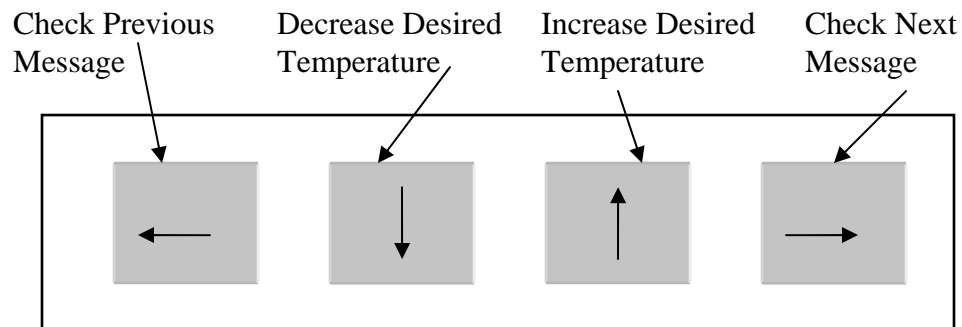 Check Previous
Message
Decrease Desired
Temperature
Increase Desired
Temperature
Check Next
Message